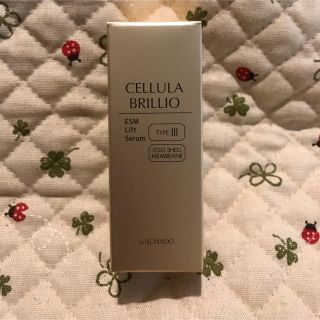 CELLULA
BRILLIO
ESM
Lift
Serum
TYPE III
EGG SHELL
MEMBRANE
ALMADO